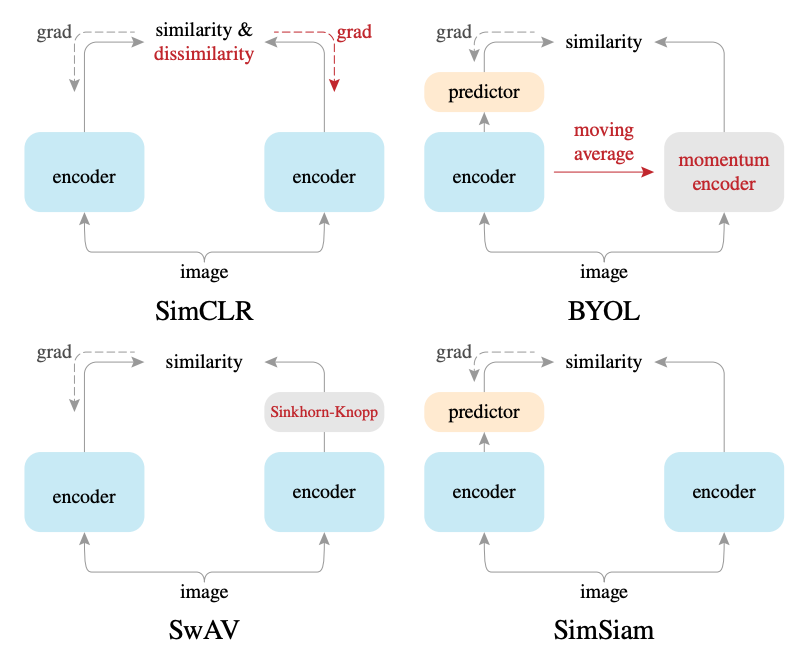 grad
similarity &
dissimilarity
grad
encoder
encoder
image
SimCLR
grad
similarity
predictor
moving
average
encoder
momentum
encoder
image
BYOL
grad
similarity
Sinkhorn-Knopp
encoder
encoder
image
SwAV
grad
similarity
predictor
encoder
encoder
image
SimSiam